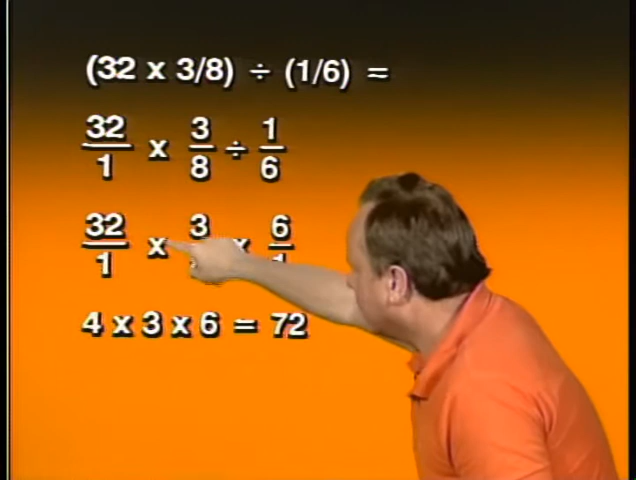 (32 x 3/8) ÷ (1/6) =
32/1 x 3/8 ÷ 1/6
32/1 x 3 x 6
4 x 3 x 6 = 72